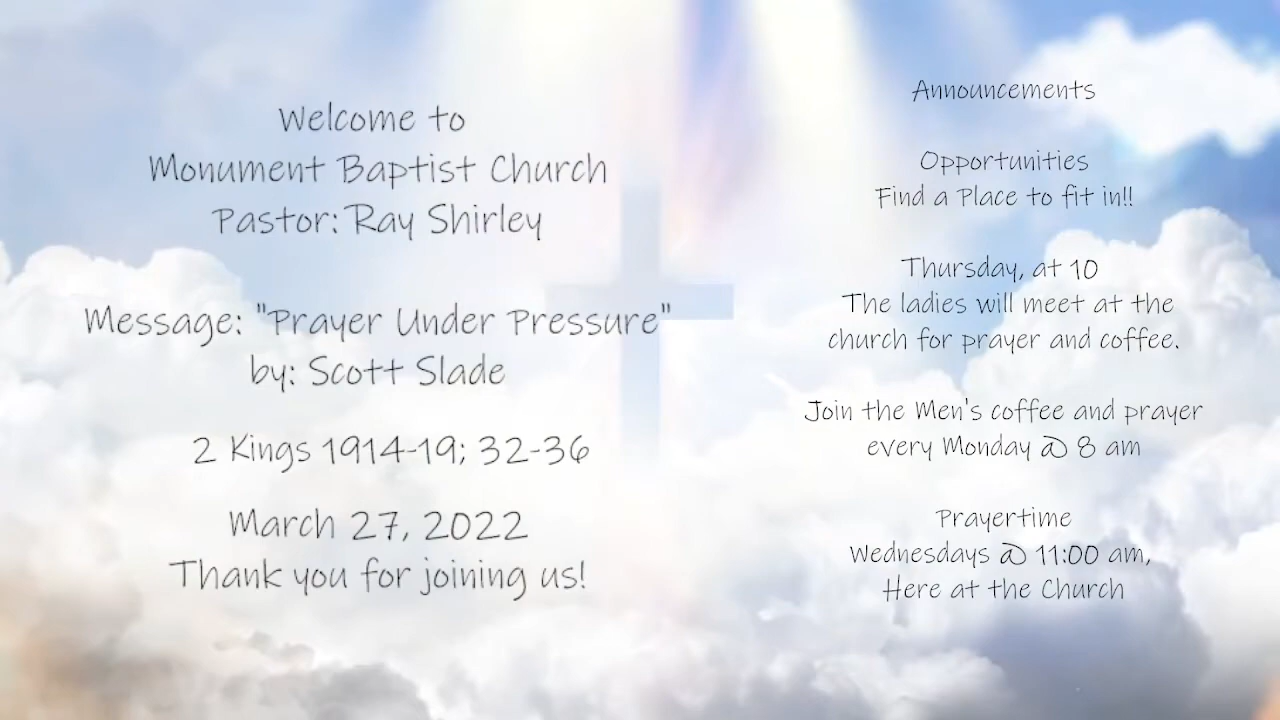 Welcome to
Monument Baptist Church
Pastor: Ray Shirley
Message: "Prayer Under Pressure"
by: Scott Slade
2 Kings 1914-19; 32-36
March 27, 2022
Thank you for joining us!
Announcements
Opportunities
Find a Place to fit in!!
Thursday, at 10
The ladies will meet at the
church for prayer and coffee.
Join the Men's coffee and prayer
every Monday @ 8 am
Prayertime
Wednesdays @ 11:00 am,
Here at the Church